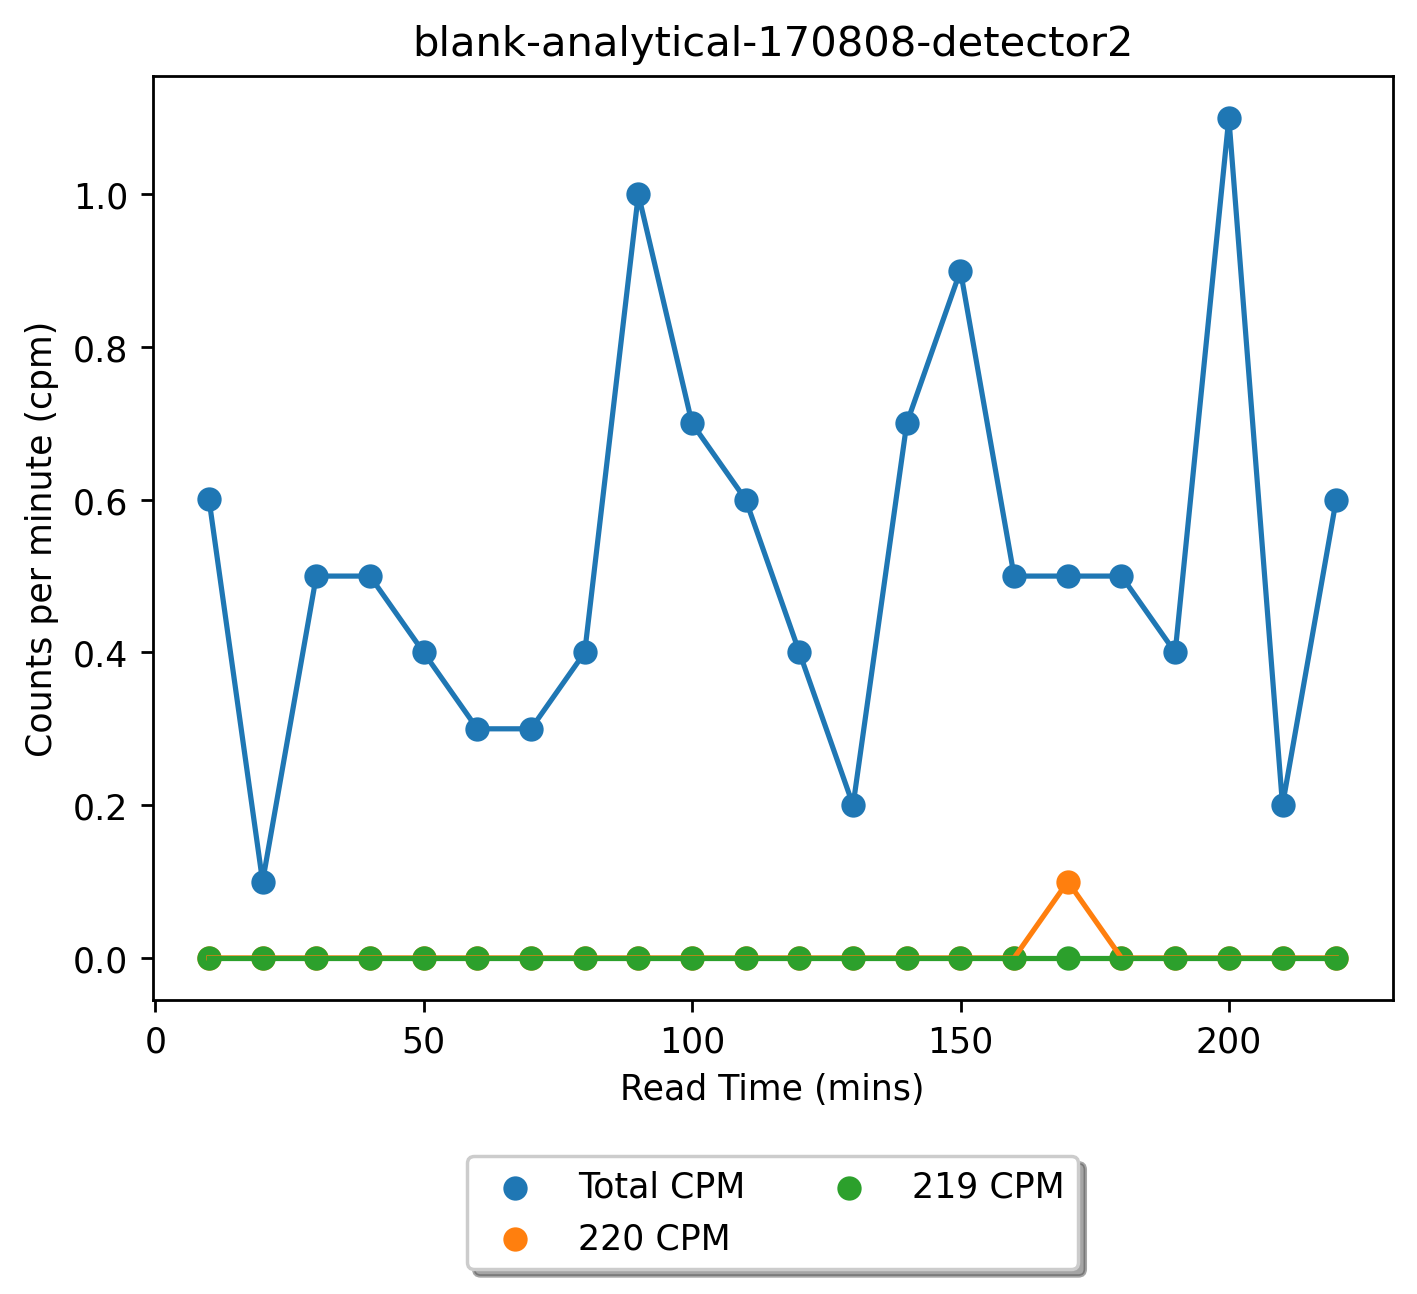 blank-analytical-170808-detector2
Counts per minute (cpm)
1.0
0.8
0.6
0.4
0.2
0.0
0 50 100 150 200
Read Time (mins)
Total CPM 219 CPM
220 CPM